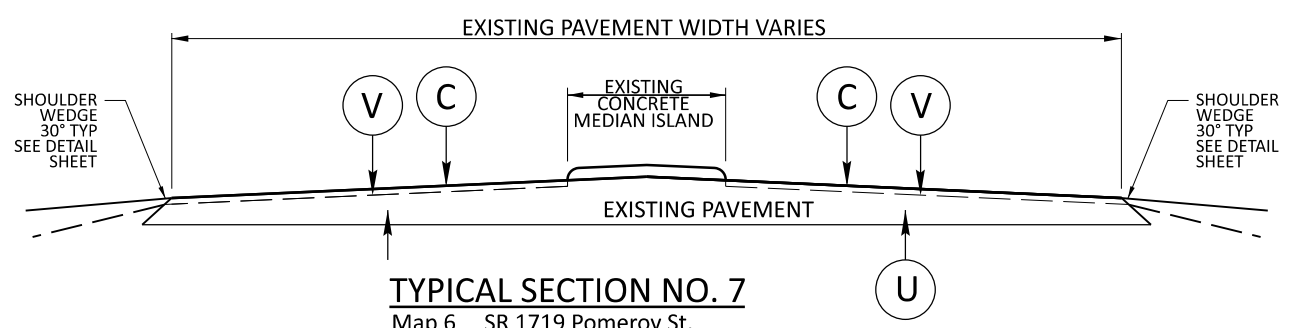 EXISTING PAVEMENT WIDTH VARIES
SHOULDER
WEDGE
30° TYP
SEE DETAIL
SHEET
V
C
EXISTING
CONCRETE
MEDIAN ISLAND
C
V
SHOULDER
WEDGE
30° TYP
SEE DETAIL
SHEET
EXISTING PAVEMENT
U
TYPICAL SECTION NO. 7
Map 6 SR 1719 Pomeroy St.